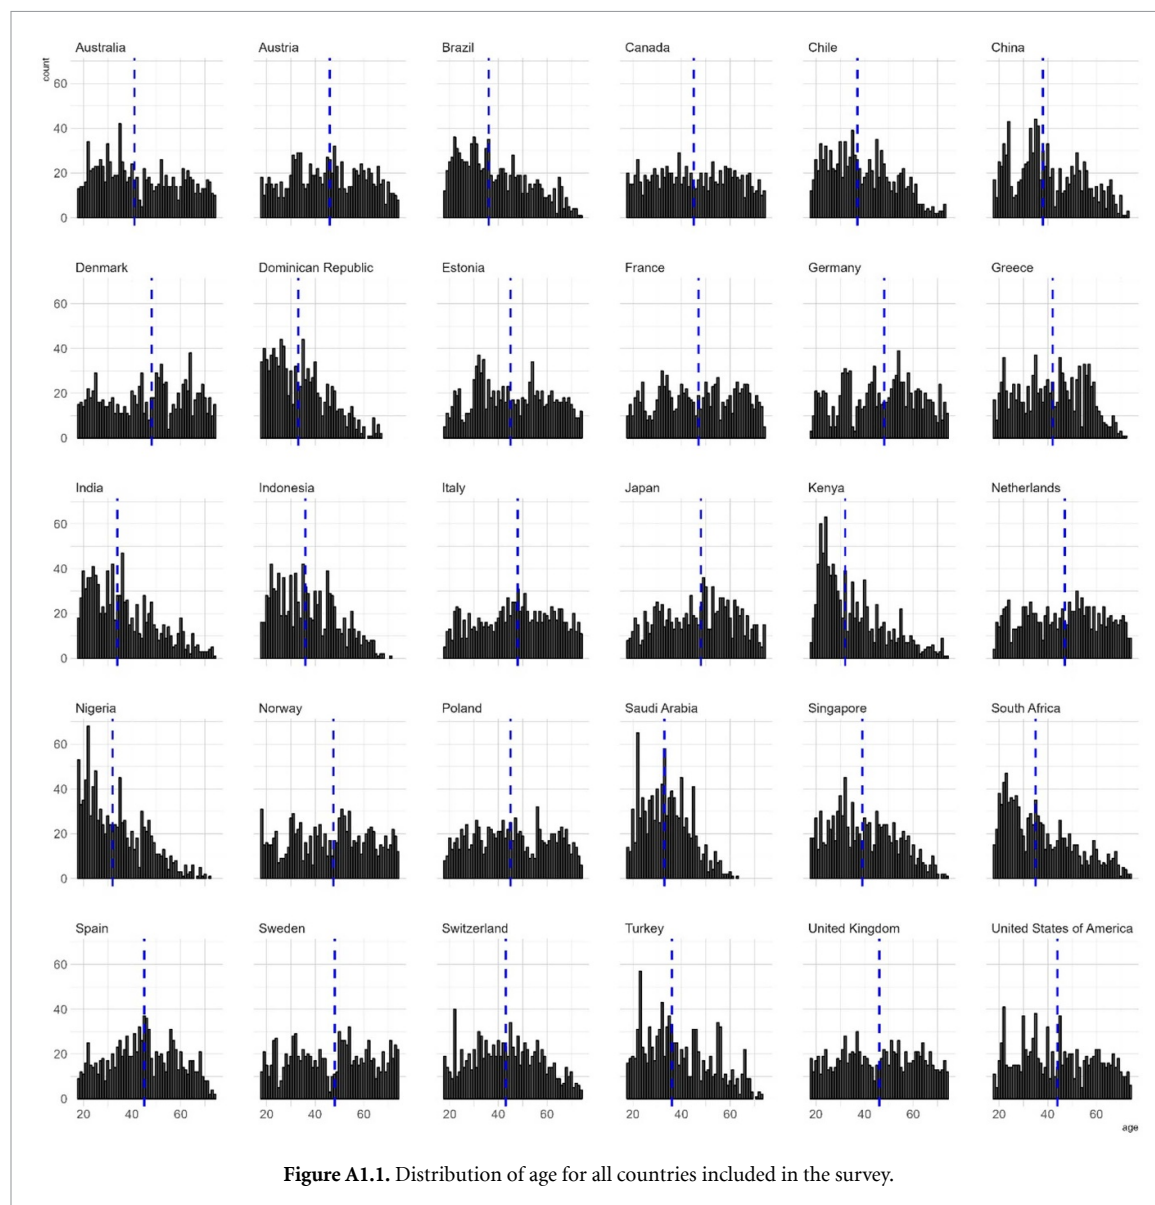 Australia Austria Brazil Canada Chile China
count
60
40
20
0
Denmark Dominican Republic Estonia France Germany Greece
60
40
20
0
India Indonesia Italy Japan Kenya Netherlands
60
40
20
0
Nigeria Norway Poland Saudi Arabia Singapore South Africa
60
40
20
0
Spain Sweden Switzerland Turkey United Kingdom United States of America
60
40
20
0
20 40 60 20 40 60 20 40 60 20 40 60 20 40 60 20 40 60
age
Figure A1.1. Distribution of age for all countries included in the survey.